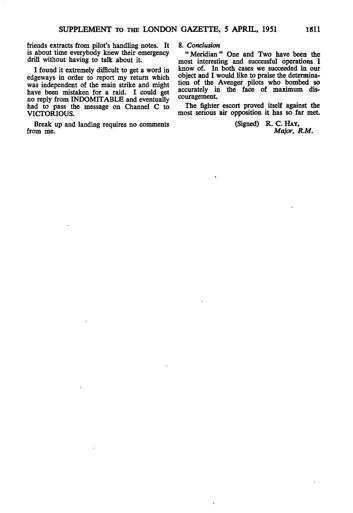 SUPPLEMENT TO THE LONDON GAZETTE, 5 APRIL, 1951 1811
friends extracts from pilot's handling notes. It
is about time everybody knew their emergency
drill without having to talk about it.
I found it extremely difficult to get a word in
edgeways in order to report my return which
was independent of the main strike and might
have been mistaken for a raid. I could get
no reply from INDOMITABLE and eventually
had to pass the message on Channel C to
VICTORIOUS.
Break up and landing requires no comments
from me.
8. Conclusion
"Meridian" One and Two have been the
most interesting and successful operations I
know of. In both cases we succeeded in our
object and I would like to praise the determina-
tion of the Avenger pilots who bombed so
accurately in the face of maximum dis-
couragement.
The fighter escort proved itself against the
most serious air opposition it has so far met.
(Signed) R. C. HAY,
Major, R.M.